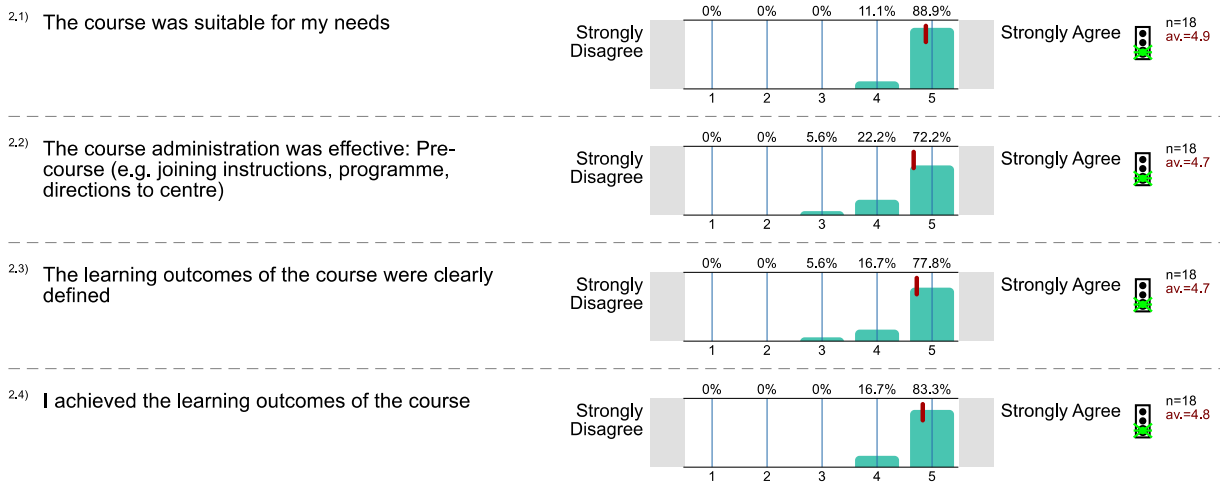 2.1) The course was suitable for my needs
0% 0% 0% 11.1% 88.9%
Strongly
Disagree
Strongly Agree
n=18
av.=4.9
1 2 3 4 5
2.2) The course administration was effective: Pre-
course (e.g. joining instructions, programme,
directions to centre)
0% 0% 5.6% 22.2% 72.2%
Strongly
Disagree
Strongly Agree
n=18
av.=4.7
1 2 3 4 5
2.3) The learning outcomes of the course were clearly
defined
0% 0% 5.6% 16.7% 77.8%
Strongly
Disagree
Strongly Agree
n=18
av.=4.7
1 2 3 4 5
2.4) I achieved the learning outcomes of the course
0% 0% 0% 16.7% 83.3%
Strongly
Disagree
Strongly Agree
n=18
av.=4.8
1 2 3 4 5